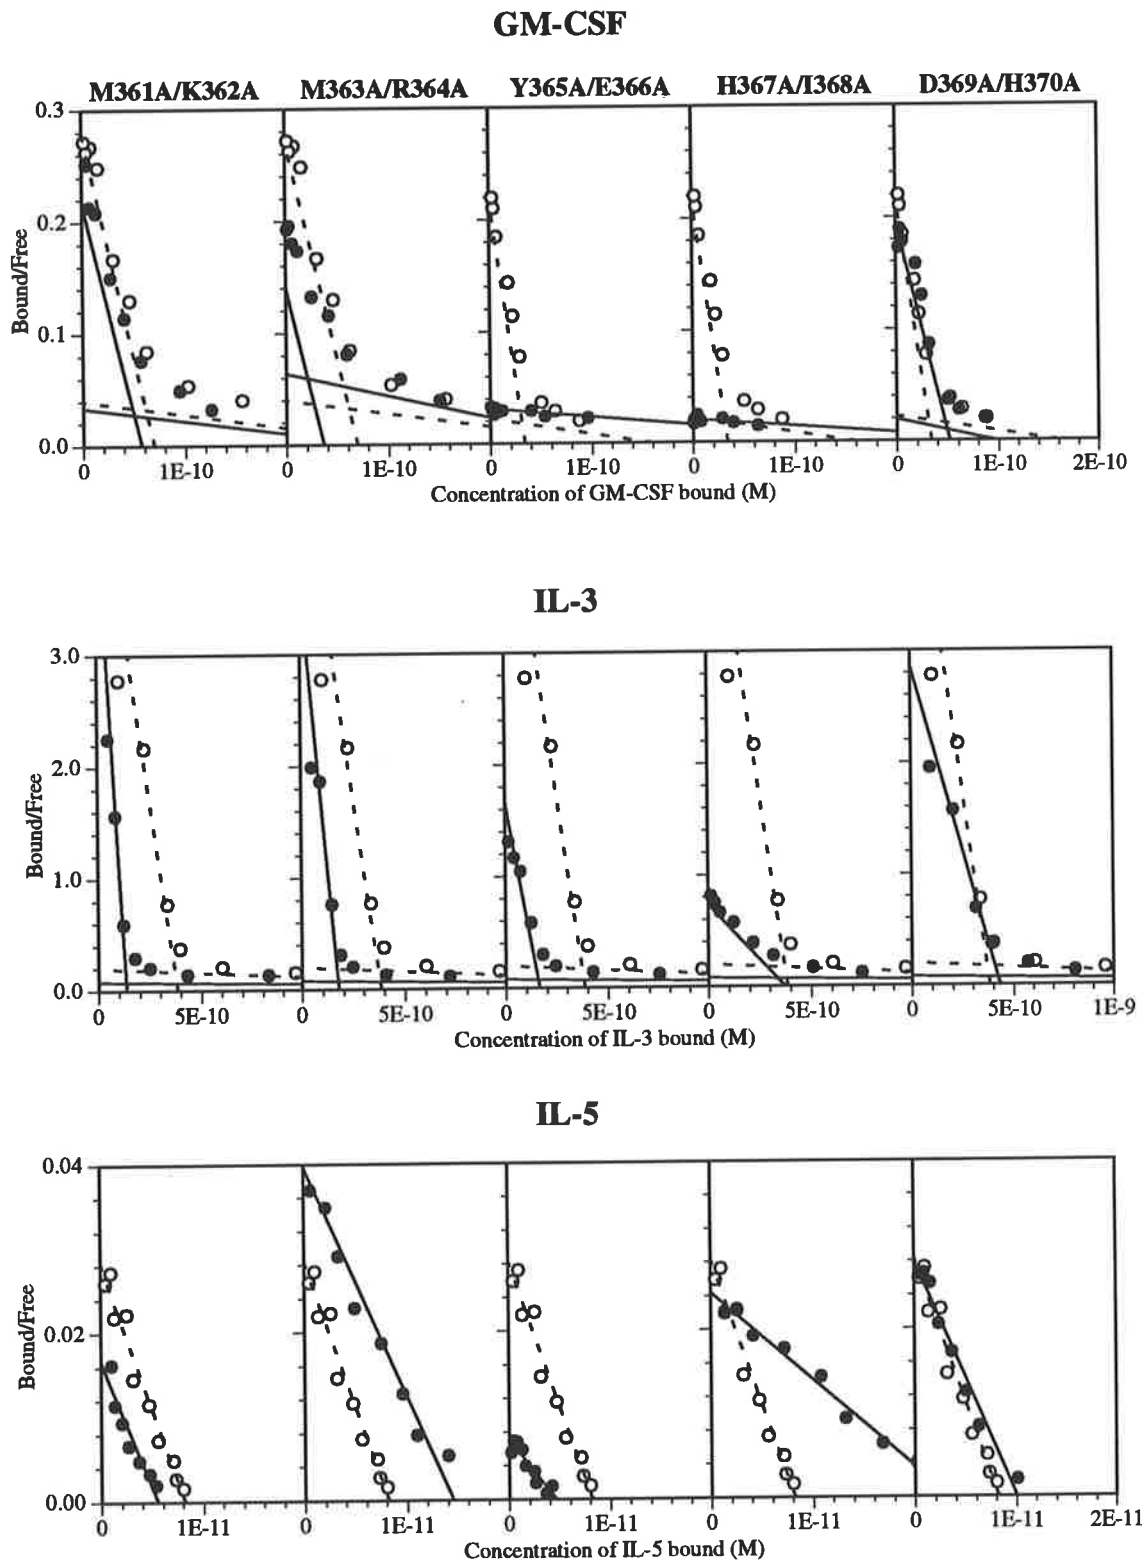 GM-CSF
M361A/K362A M363A/R364A Y365A/E366A H367A/I368A D369A/H370A
0.3
0.2
0.1
0.0
Bound/Free
0 1E-10 0 1E-10 0 1E-10 0 1E-10 0 1E-10 2E-10
Concentration of GM-CSF bound (M)
IL-3
3.0
2.0
1.0
0.0
Bound/Free
0 5E-10 0 5E-10 0 5E-10 0 5E-10 0 5E-10 1E-9
Concentration of IL-3 bound (M)
IL-5
0.04
0.02
0.00
Bound/Free
0 1E-11 0 1E-11 0 1E-11 0 1E-11 0 1E-11 2E-11
Concentration of IL-5 bound (M)